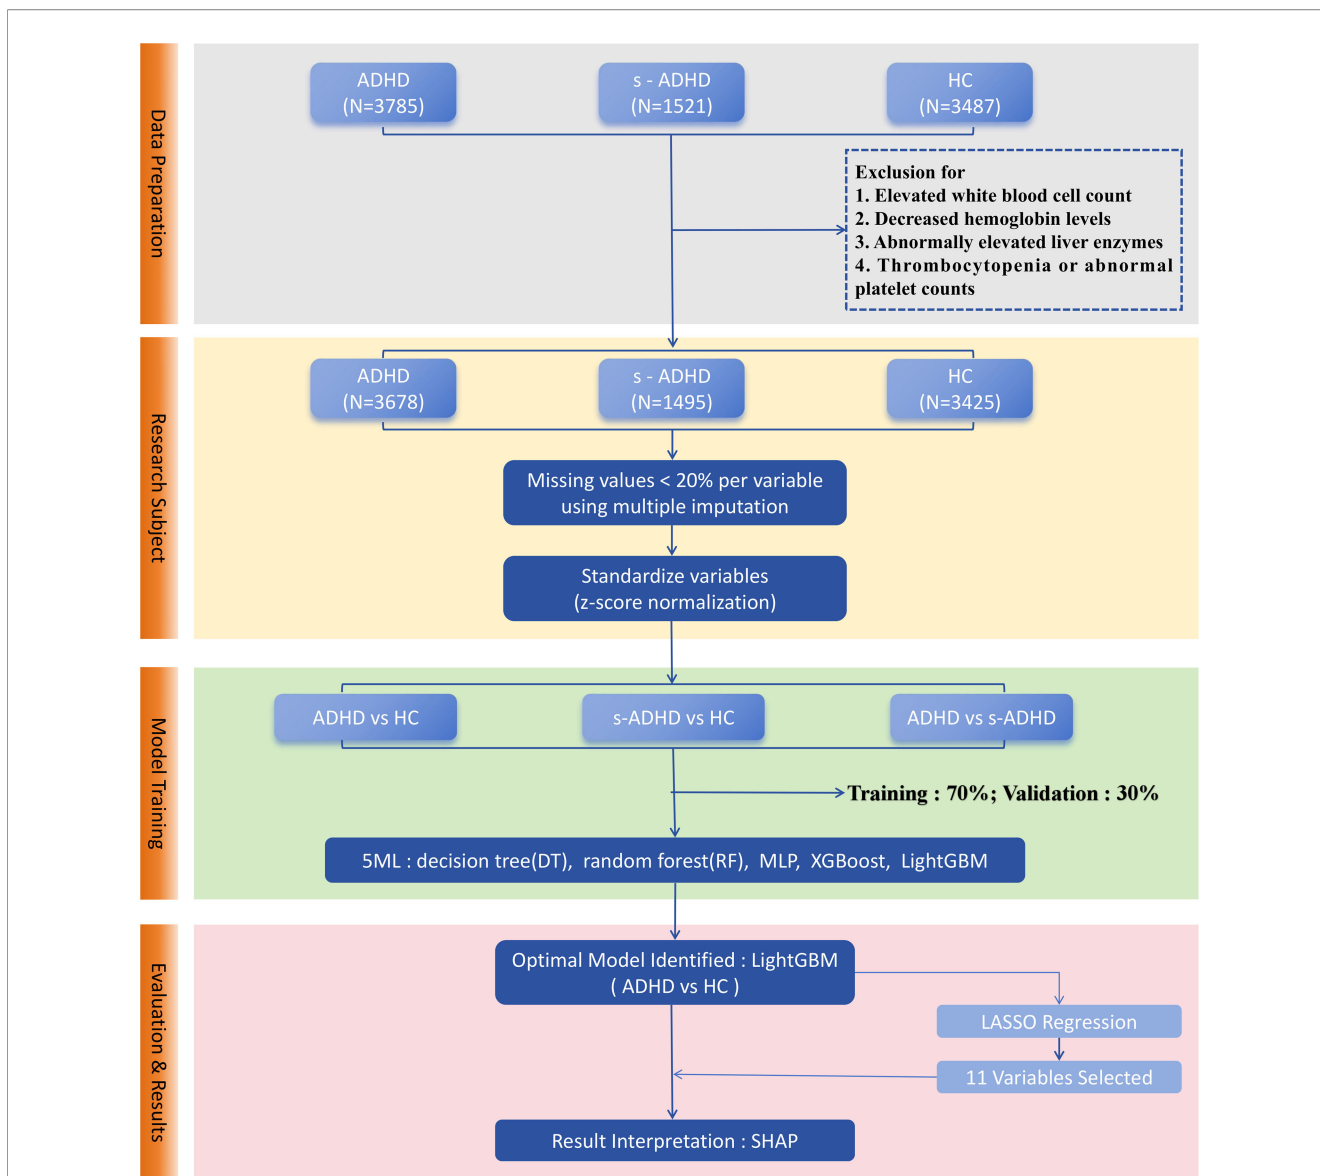 Data Preparation
ADHD
(N=3785)
s - ADHD
(N=1521)
HC
(N=3487)
Exclusion for
1. Elevated white blood cell count
2. Decreased hemoglobin levels
3. Abnormally elevated liver enzymes
4. Thrombocytopenia or abnormal
platelet counts
Research Subject
ADHD
(N=3678)
s - ADHD
(N=1495)
HC
(N=3425)
Missing values < 20% per variable
using multiple imputation
Standardize variables
(z-score normalization)
Model Training
ADHD vs HC
s-ADHD vs HC
ADHD vs s-ADHD
Training : 70%; Validation : 30%
5ML : decision tree(DT), random forest(RF), MLP, XGBoost, LightGBM
Evaluation & Results
Optimal Model Identified : LightGBM
( ADHD vs HC )
LASSO Regression
11 Variables Selected
Result Interpretation : SHAP